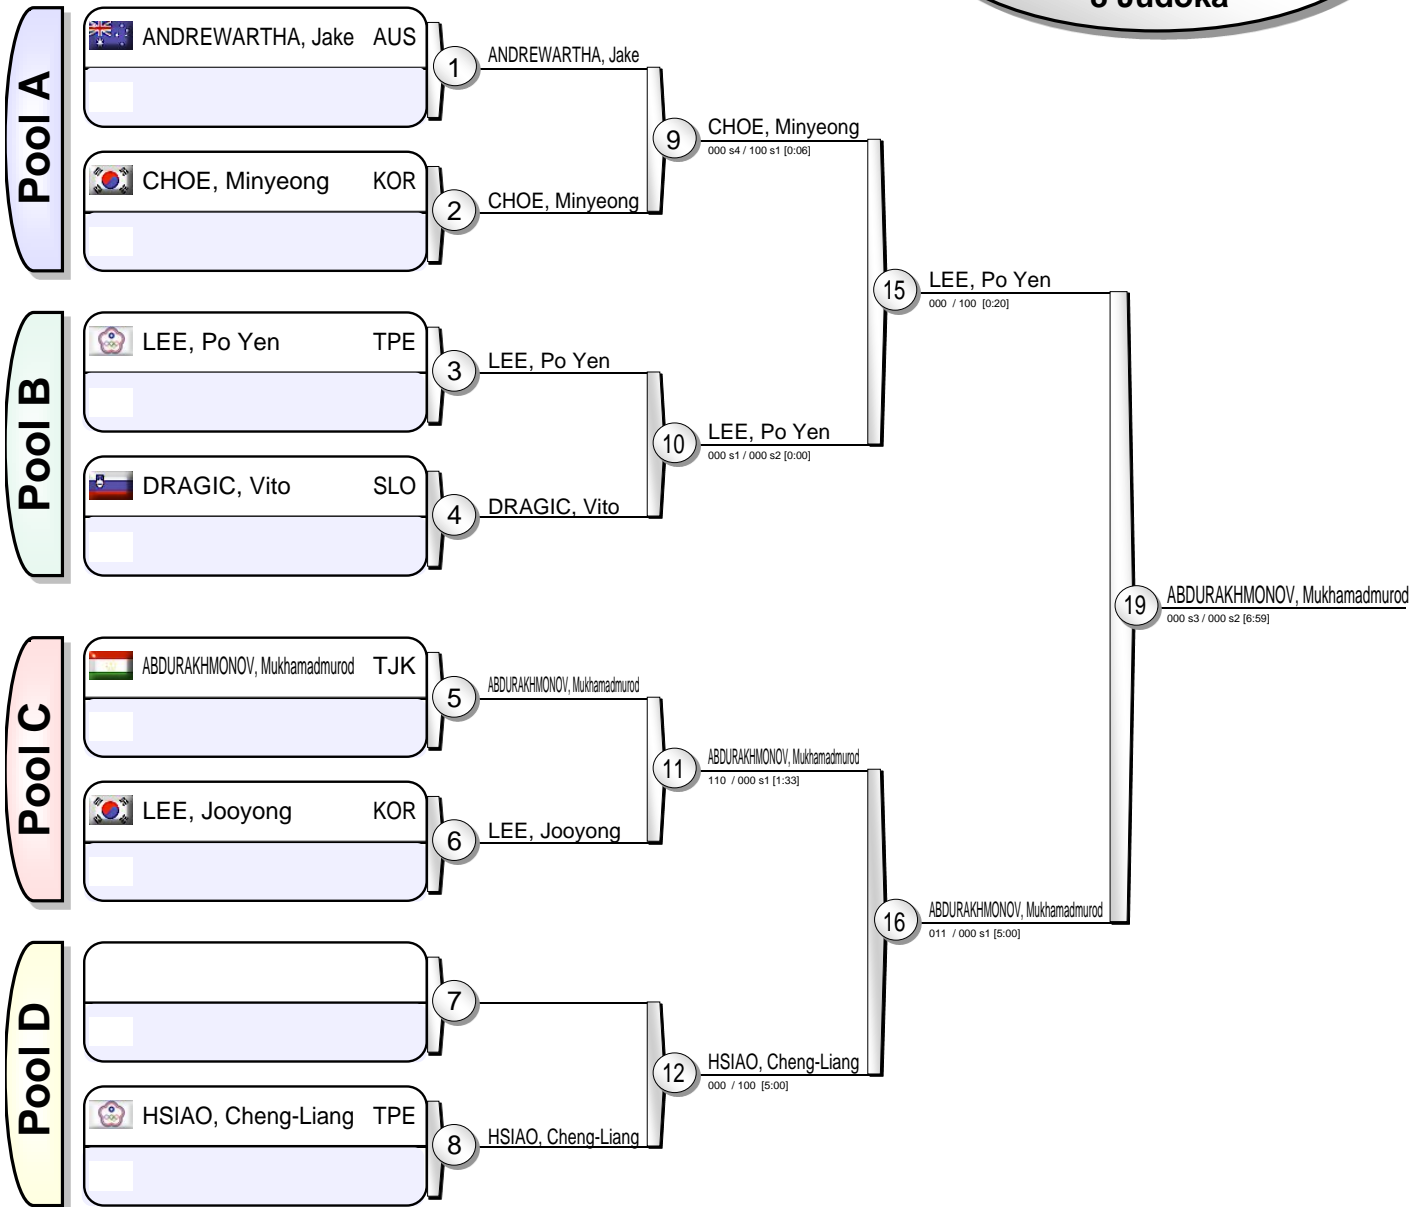 Judoka
Pool A
ANDREWARTHA, Jake AUS
1
ANDREWARTHA, Jake
CHOE, Minyeong KOR
2
CHOE, Minyeong
9
CHOE, Minyeong
000 s4 / 100 s1 [0:06]
Pool B
LEE, Po Yen TPE
3
LEE, Po Yen
DRAGIC, Vito SLO
4
DRAGIC, Vito
10
LEE, Po Yen
000 s1 / 000 s2 [0:00]
15
LEE, Po Yen
000 / 100 [0:20]
Pool C
ABDURAKHMONOV, Mukhamadmurod TJK
5
ABDURAKHMONOV, Mukhamadmurod
LEE, Jooyong KOR
6
LEE, Jooyong
11
ABDURAKHMONOV, Mukhamadmurod
110 / 000 s1 [1:33]
Pool D
7
HSIAO, Cheng-Liang TPE
8
HSIAO, Cheng-Liang
12
HSIAO, Cheng-Liang
000 / 100 [5:00]
16
ABDURAKHMONOV, Mukhamadmurod
011 / 000 s1 [5:00]
19
ABDURAKHMONOV, Mukhamadmurod
000 s3 / 000 s2 [6:59]